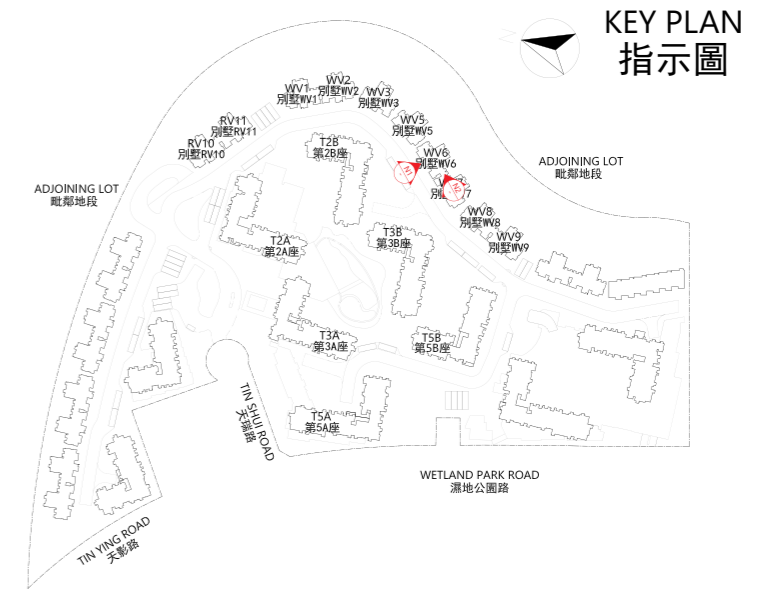 KEY PLAN
指示圖
N
WV2
別墅WV2
WV1
別墅WV1
WV3
別墅WV3
RV11
別墅RV11
WV5
別墅WV5
RV10
別墅RV10
T2B
第2B座
WV6
別墅WV6
N1
N2
ADJOINING LOT
毗鄰地段
ADJOINING LOT
毗鄰地段
WV8
別墅WV8
T3B
第3B座
WV9
別墅WV9
T2A
第2A座
T3A
第3A座
T5B
第5B座
T5A
第5A座
TIN SHUI ROAD
天瑞路
WETLAND PARK ROAD
濕地公園路
TIN YING ROAD
天影路